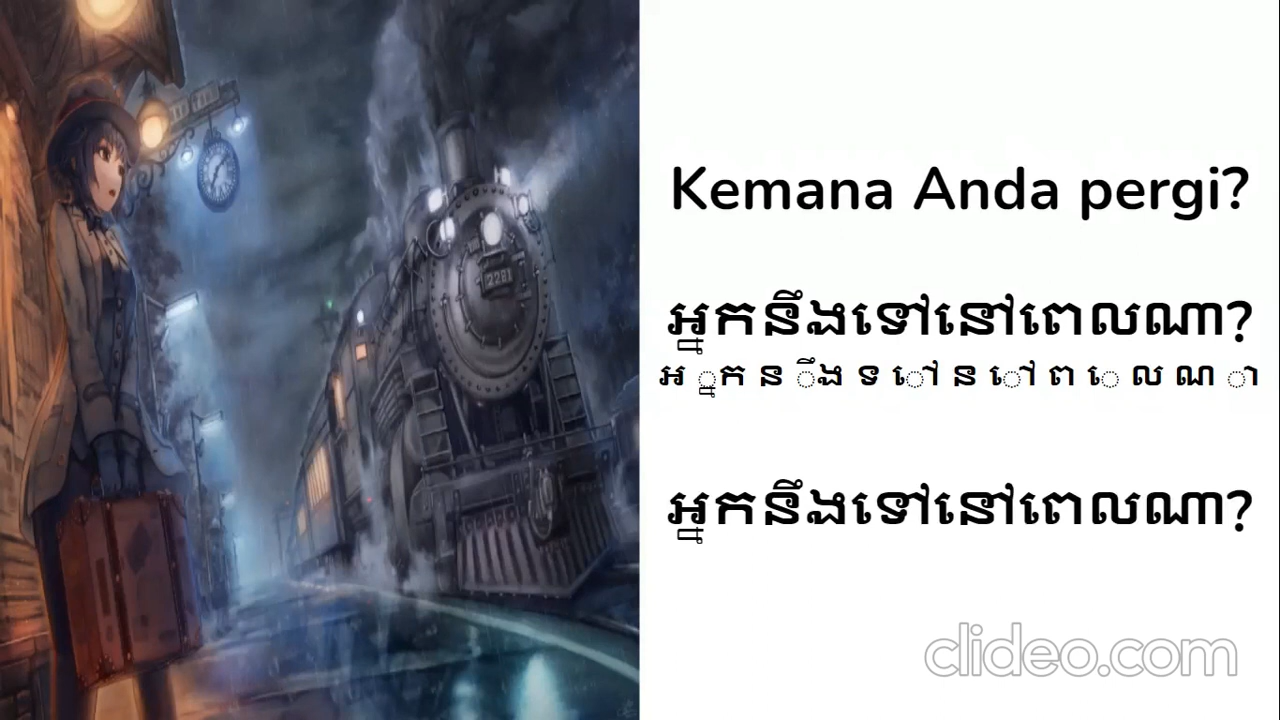 2281
Kemana Anda pergi?
អ្នកនឹងទៅនៅពេលណា?
អ ្នក ន ឹង ទ ៅ ន ៅ ព េ ល ណ ា
អ្នកនឹងទៅនៅពេលណា?
clideo.com